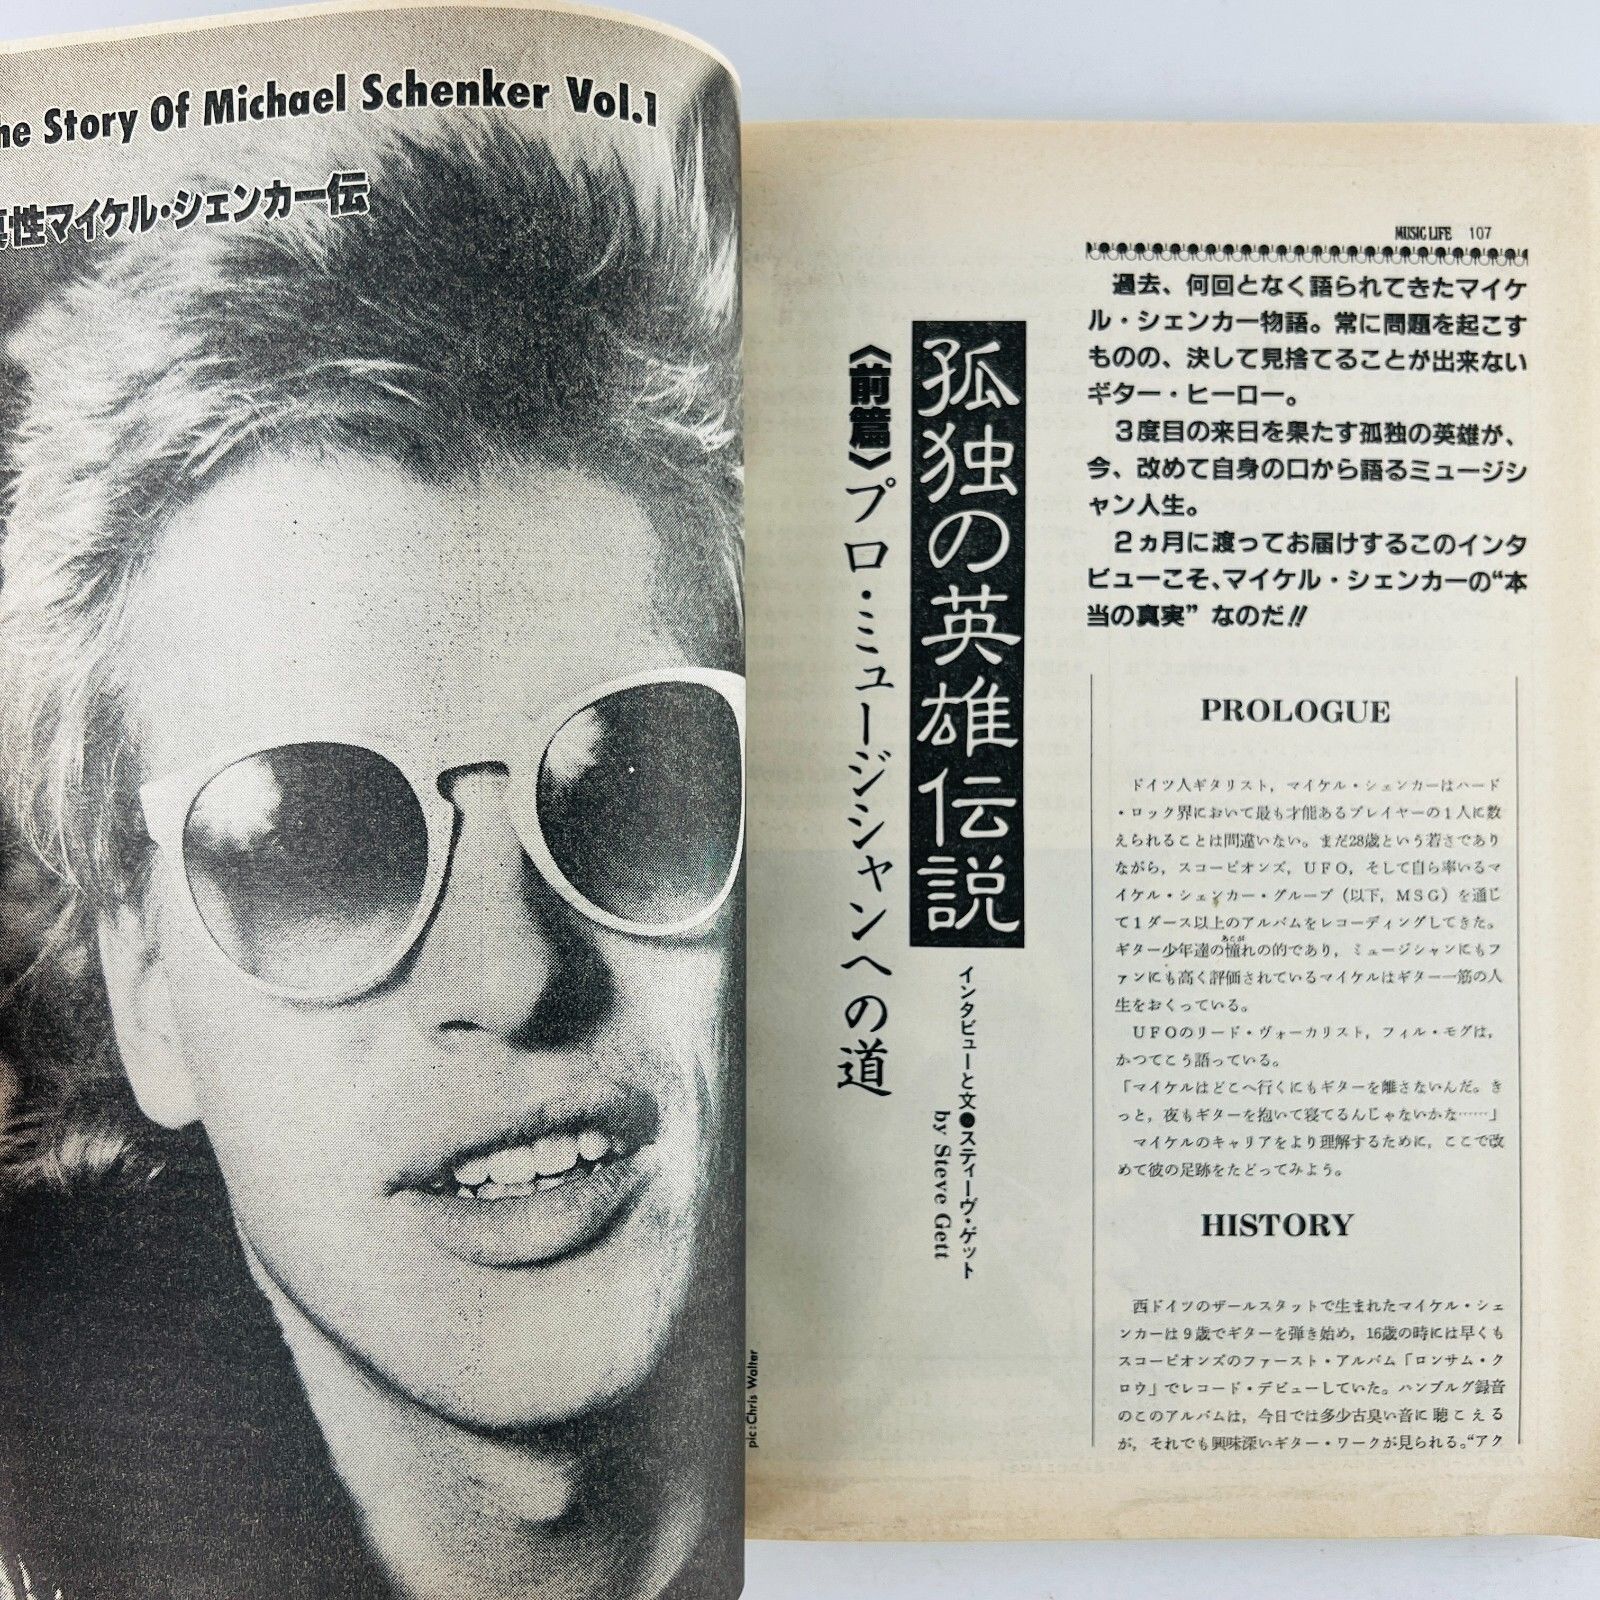 he Story Of Michael Schenker Vol.1
真性マイケル・シェンカー伝
pic: Chris Walter
MUSIC LIFE 107
過去、何回となく語られてきたマイケ
ル・シェンカー物語。常に問題を起こす
ものの、決して見捨てることが出来ない
ギター・ヒーロー。
3度目の来日を果たす孤独の英雄が、
今、改めて自身の口から語るミュージシ
ャン人生。
2ヵ月に渡ってお届けするこのインタ
ビューこそ、マイケル・シェンカーの“本
当の真実”なのだ!!
孤独の英雄伝説
《前篇》プロ・ミュージシャンへの道
インタビューと文●スティーヴ・ゲット
by Steve Gett
PROLOGUE
ドイツ人ギタリスト，マイケル・シェンカーはハード
・ロック界において最も才能あるプレイヤーの1人に数
えられることは間違いない。まだ28歳という若さであり
ながら，スコーピオンズ，UFO，そして自ら率いるマ
イケル・シェンカー・グループ（以下，MSG）を通じ
て1ダース以上のアルバムをレコーディングしてきた。
ギター少年達の憧れの的であり，ミュージシャンにもフ
ァンにも高く評価されているマイケルはギター一筋の人
生をおくっている。
UFOのリード・ヴォーカリスト，フィル・モグは，
かつてこう語っている。
「マイケルはどこへ行くにもギターを離さないんだ。き
っと，夜もギターを抱いて寝てるんじゃないかな……」
マイケルのキャリアをより理解するために，ここで改
めて彼の足跡をたどってみよう。
HISTORY
西ドイツのザールスタットで生まれたマイケル・シェ
ンカーは9歳でギターを弾き始め，16歳の時には早くも
スコーピオンズのファースト・アルバム「ロンサム・ク
ロウ」でレコード・デビューしていた。ハンブルグ録音
のこのアルバムは，今日では多少古臭い音に聴こえる
が，それでも興味深いギター・ワークが見られる。“アク